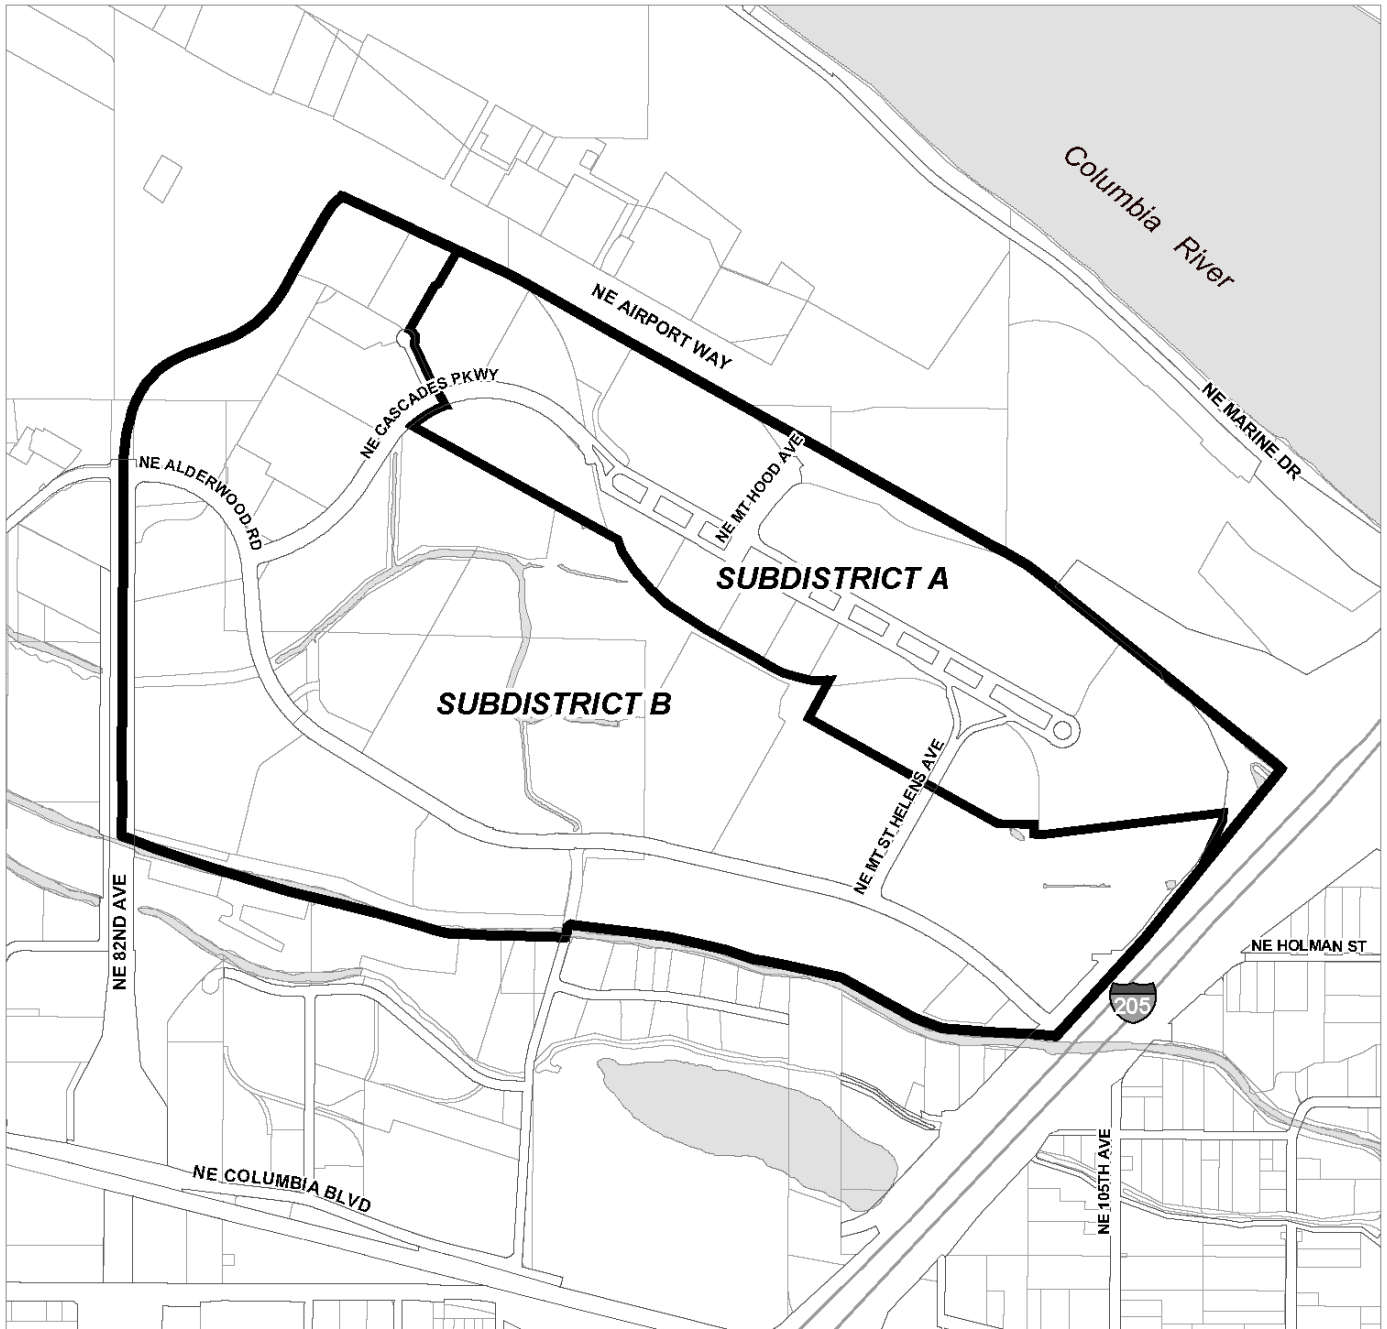 Columbia River
NE AIRPORT WAY
NE CASCADES PKWY
NE MARINE DR
NE MT HOOD AVE
NE ALDERWOOD RD
SUBDISTRICT A
SUBDISTRICT B
NE MT ST HELENS AVE
NE 82ND AVE
NE HOLMAN ST
205
NE 105TH AVE
NE COLUMBIA BLVD